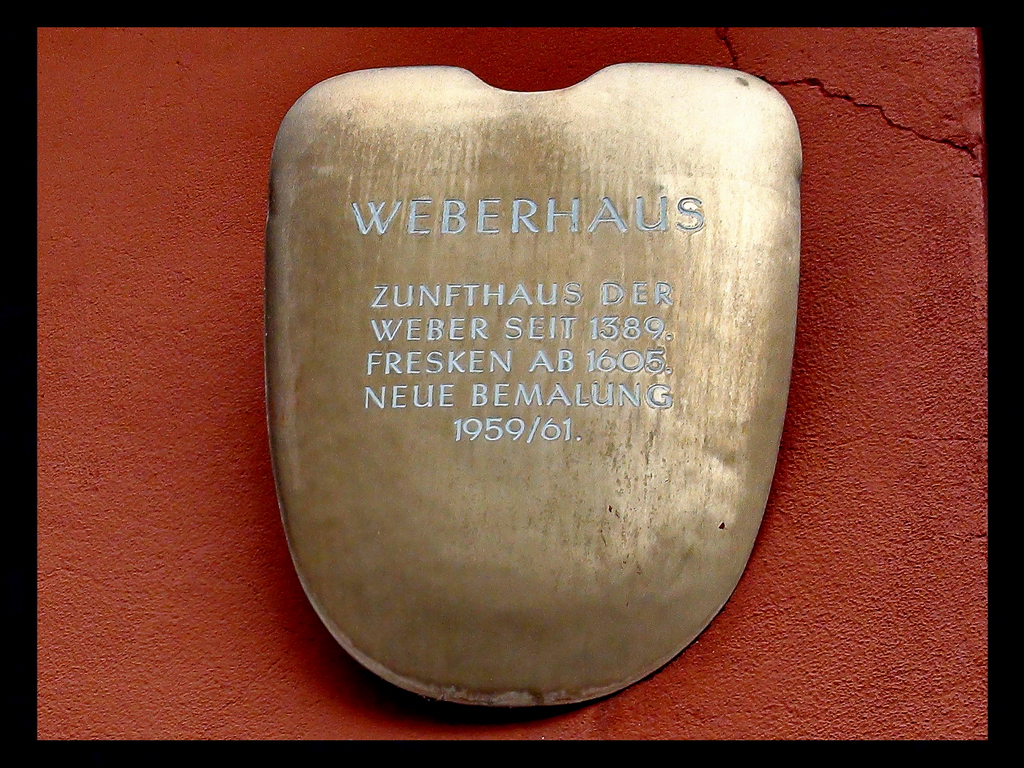 WEBERHAUS
ZUNFTHAUS DER
WEBER SEIT 1389.
FRESKEN AB 1605.
NEUE BEMALUNG
1959/61.